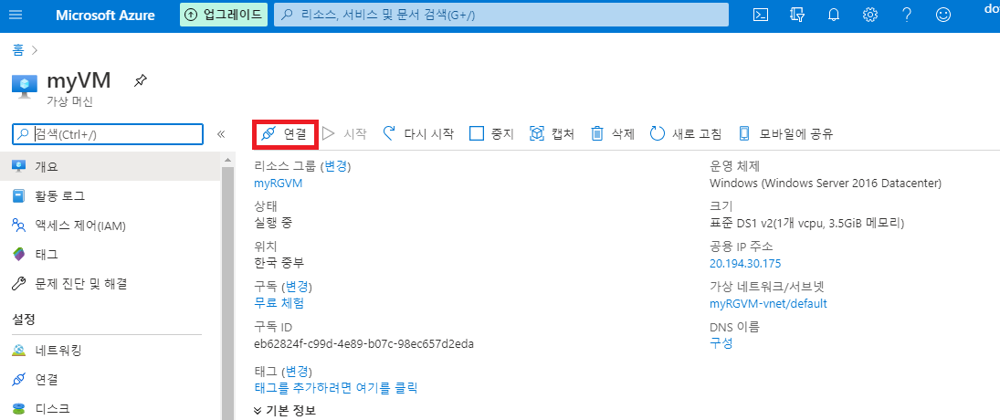 Microsoft Azure
업그레이드
리소스, 서비스 및 문서 검색(G+/)
do
홈
myVM
가상 머신
검색(Ctrl+/)
연결
시작
다시 시작
중지
캡처
삭제
새로 고침
모바일에 공유
개요
활동 로그
액세스 제어(IAM)
태그
문제 진단 및 해결
설정
네트워킹
연결
디스크
리소스 그룹 (변경)
myRGVM
상태
실행 중
위치
한국 중부
구독 (변경)
무료 체험
구독 ID
eb62824f-c99d-4e89-b07c-98ec657d2eda
태그 (변경)
태그를 추가하려면 여기를 클릭
기본 정보
운영 체제
Windows (Windows Server 2016 Datacenter)
크기
표준 DS1 v2(1개 vcpu, 3.5GiB 메모리)
공용 IP 주소
20.194.30.175
가상 네트워크/서브넷
myRGVM-vnet/default
DNS 이름
구성